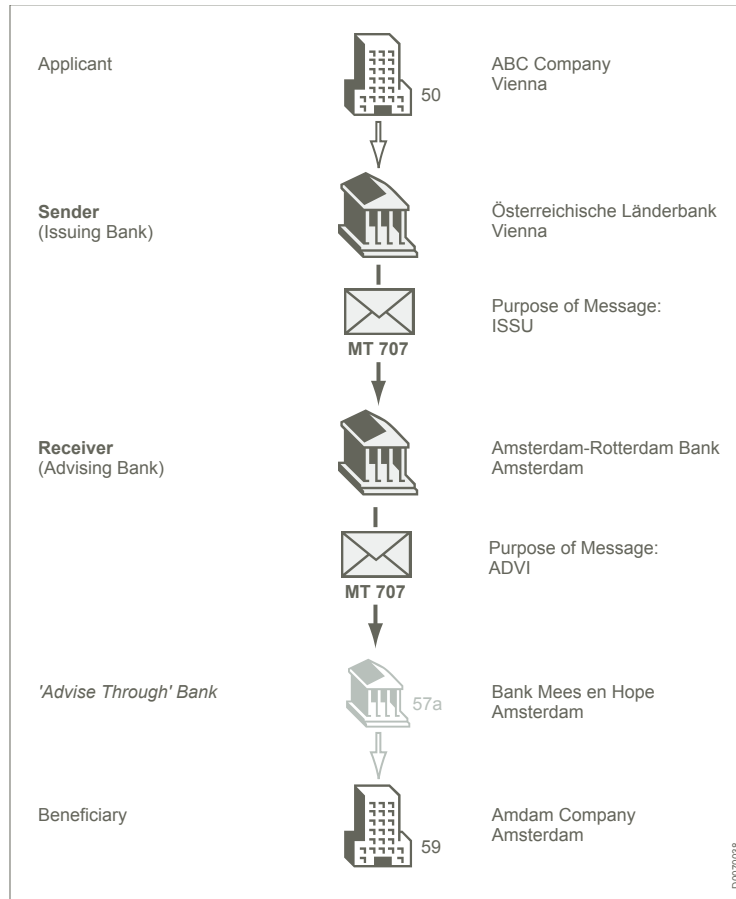 Applicant
50
ABC Company
Vienna
Sender
(Issuing Bank)
Österreichische Länderbank
Vienna
Purpose of Message:
ISSU
MT 707
Receiver
(Advising Bank)
Amsterdam-Rotterdam Bank
Amsterdam
Purpose of Message:
ADVI
MT 707
'Advise Through' Bank
57a
Bank Mees en Hope
Amsterdam
Beneficiary
59
Amdam Company
Amsterdam
D0070038